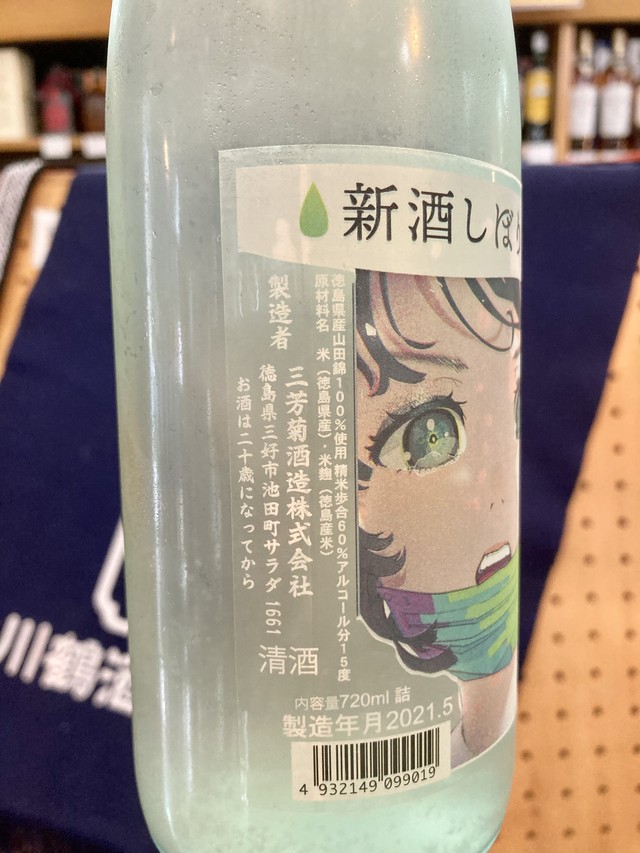 新酒しぼり
徳島県産山田錦100％使用 精米歩合60％アルコール分15度
原材料名 米（徳島県産）・米麹（徳島産米）
製造者
三芳菊酒造株式会社
徳島県三好市池田町サラダ1661
お酒は二十歳になってから
清酒
内容量720ml 詰
製造年月2021.5
4 932149 099019
川鶴酒